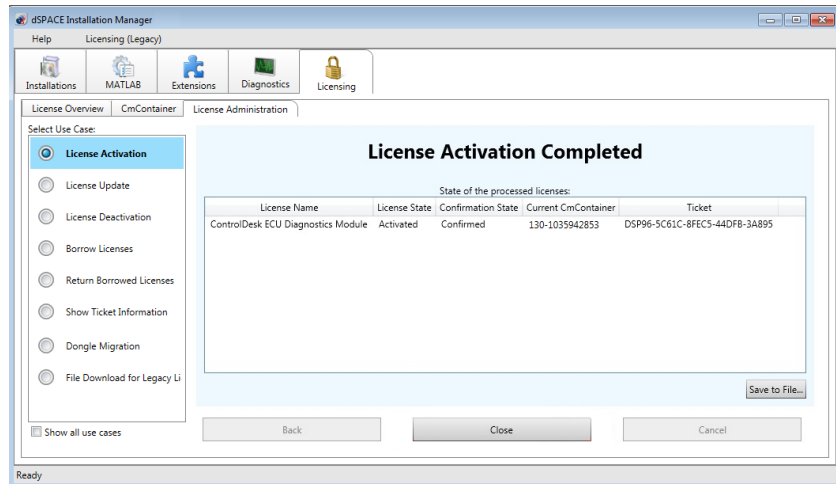 dSPACE Installation Manager
Help Licensing (Legacy)
Installations MATLAB Extensions Diagnostics Licensing
License Overview CmContainer License Administration
Select Use Case:
License Activation
License Update
License Deactivation
Borrow Licenses
Return Borrowed Licenses
Show Ticket Information
Dongle Migration
File Download for Legacy Li
Show all use cases
License Activation Completed
State of the processed licenses:
License Name License State Confirmation State Current CmContainer Ticket
ControlDesk ECU Diagnostics Module Activated Confirmed 130-1035942853 DSP96-5C61C-8FEC5-44DFB-3A895
Save to File...
Back Close Cancel
Ready